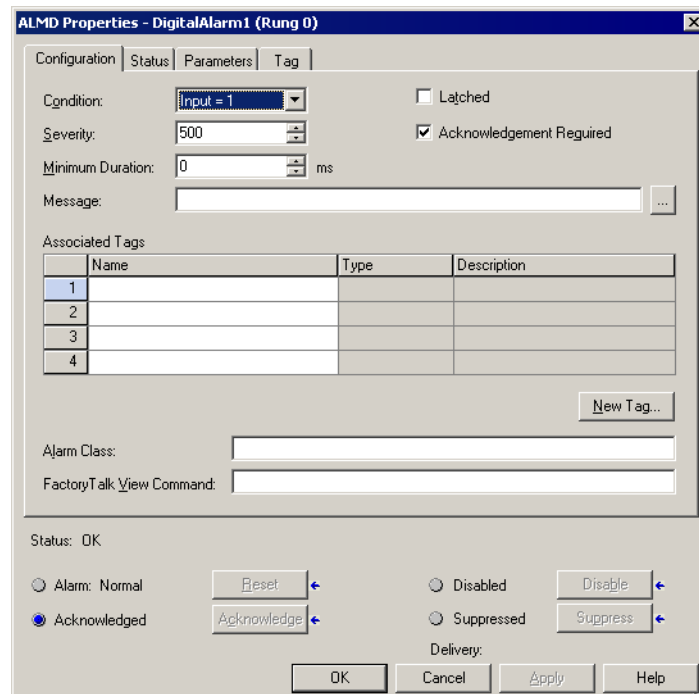 ALMD Properties - DigitalAlarm1 (Rung 0)
Configuration Status Parameters Tag
Condition: Input = 1 Latched
Severity: 500 Acknowledgement Required
Minimum Duration: 0 ms
Message: ...
Associated Tags
Name Type Description
1
2
3
4
New Tag...
Alarm Class:
FactoryTalk View Command:
Status: OK
Alarm: Normal Reset Disabled Disable
Acknowledged Acknowledge Suppressed Suppress
Delivery:
OK Cancel Apply Help